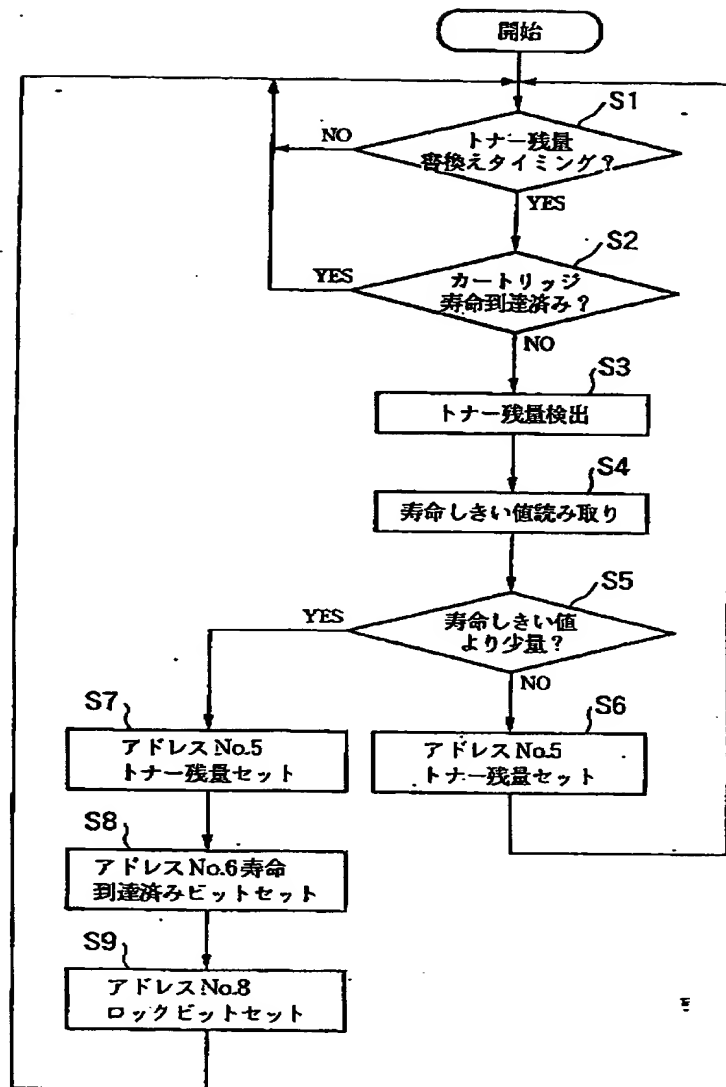 開始
S1
トナー残量
書換えタイミング?
NO
YES
S2
カートリッジ
寿命到達済み?
YES
NO
S3
トナー残量検出
S4
寿命しきい値読み取り
S5
寿命しきい値
より少量?
YES
NO
S7
アドレスNo.5
トナー残量セット
S6
アドレスNo.5
トナー残量セット
S8
アドレスNo.6寿命
到達済みビットセット
S9
アドレスNo.8
ロックビットセット